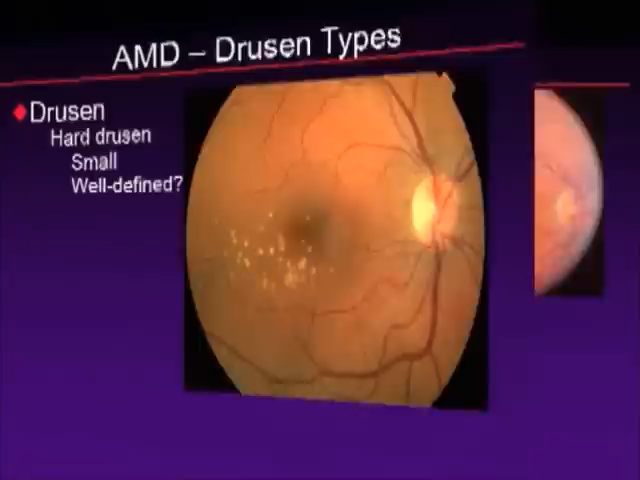 AMD – Drusen Types
Drusen
Hard drusen
Small
Well-defined?